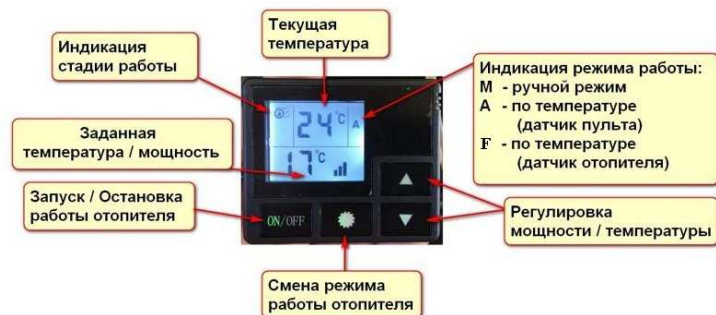 Текущая
температура
Индикация
стадии работы
Индикация режима работы:
M - ручной режим
A - по температуре
(датчик пульта)
F - по температуре
(датчик отопителя)
24°C
A
17°C
Заданная
температура / мощность
Запуск / Остановка
работы отопителя
ON/OFF
Регулировка
мощности / температуры
Смена режима
работы отопителя